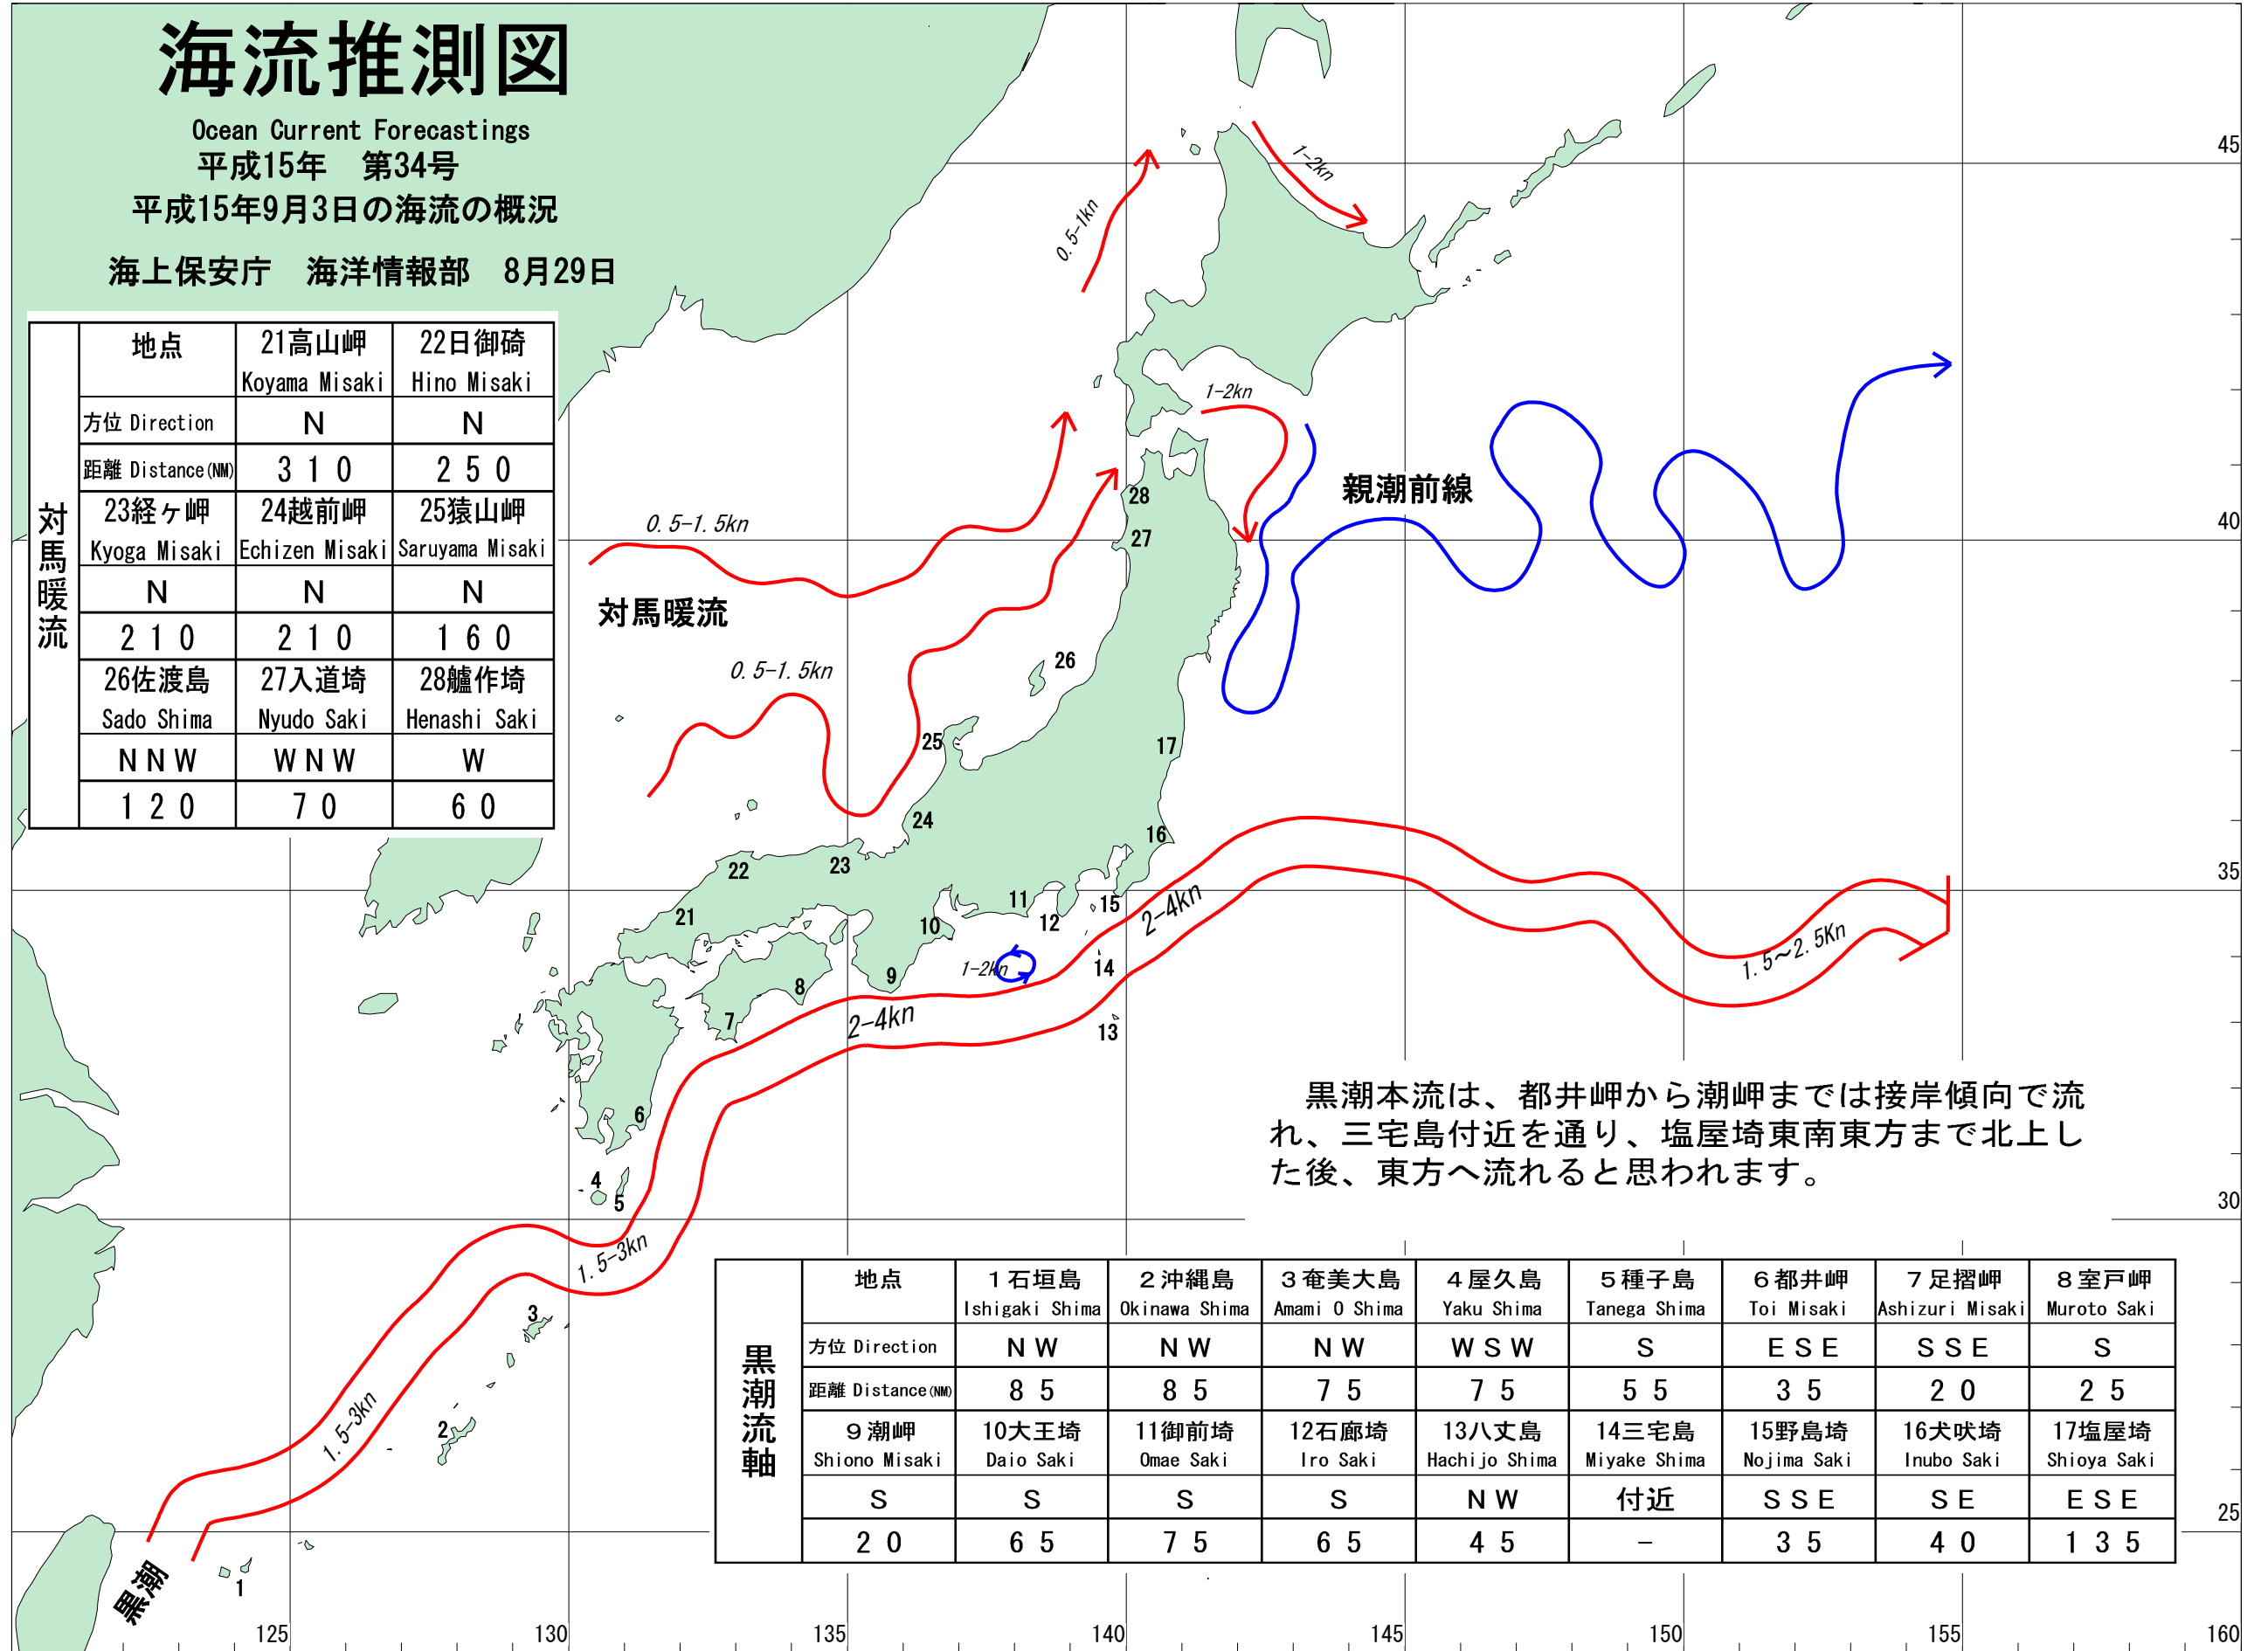 海流推測図
Ocean Current Forecastings
平成15年　第34号
平成15年9月3日の海流の概況
海上保安庁　海洋情報部　8月29日
対馬暖流
地点 21高山岬 22日御碕
Koyama Misaki Hino Misaki
方位 Direction N N
距離 Distance(NM) 310 250
23経ヶ岬 24越前岬 25猿山岬
Kyoga Misaki Echizen Misaki Saruyama Misaki
N N N
210 210 160
26佐渡島 27入道埼 28艫作埼
Sado Shima Nyudo Saki Henashi Saki
NNW WNW W
120 70 60
1-2kn
0.5-1kn
45
1-2kn
親潮前線
0.5-1.5kn
28
27
40
対馬暖流
0.5-1.5kn
26
25
17
24
16
23
22
35
21
11
15
12
10
2-4kn
1.5～2.5Kn
1-2kn
14
9
8
7
2-4kn
13
6
黒潮本流は、都井岬から潮岬までは接岸傾向で流
れ、三宅島付近を通り、塩屋埼東南東方まで北上し
た後、東方へ流れると思われます。
4
5
30
1.5-3kn
3
1.5-3kn
2
黒潮流軸
地点 1石垣島 2沖縄島 3奄美大島 4屋久島 5種子島 6都井岬 7足摺岬 8室戸岬
Ishigaki Shima Okinawa Shima Amami O Shima Yaku Shima Tanega Shima Toi Misaki Ashizuri Misaki Muroto Saki
方位 Direction NW NW NW WSW S ESE SSE S
距離 Distance(NM) 85 85 75 75 55 35 20 25
9潮岬 10大王埼 11御前埼 12石廊埼 13八丈島 14三宅島 15野島埼 16犬吠埼 17塩屋埼
Shiono Misaki Daio Saki Omae Saki Iro Saki Hachijo Shima Miyake Shima Nojima Saki Inubo Saki Shioya Saki
S S S S NW 付近 SSE SE ESE
20 65 75 65 45 - 35 40 135
25
黒潮
1
125 130 135 140 145 150 155 160